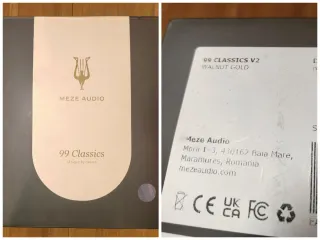 MEZE AUDIO
99 Classics
99 CLASSICS V2
WALNUT GOLD
Meze Audio
Baia Mare,
Maramures, Romania
mezeaudio.com
CE UK CA FC